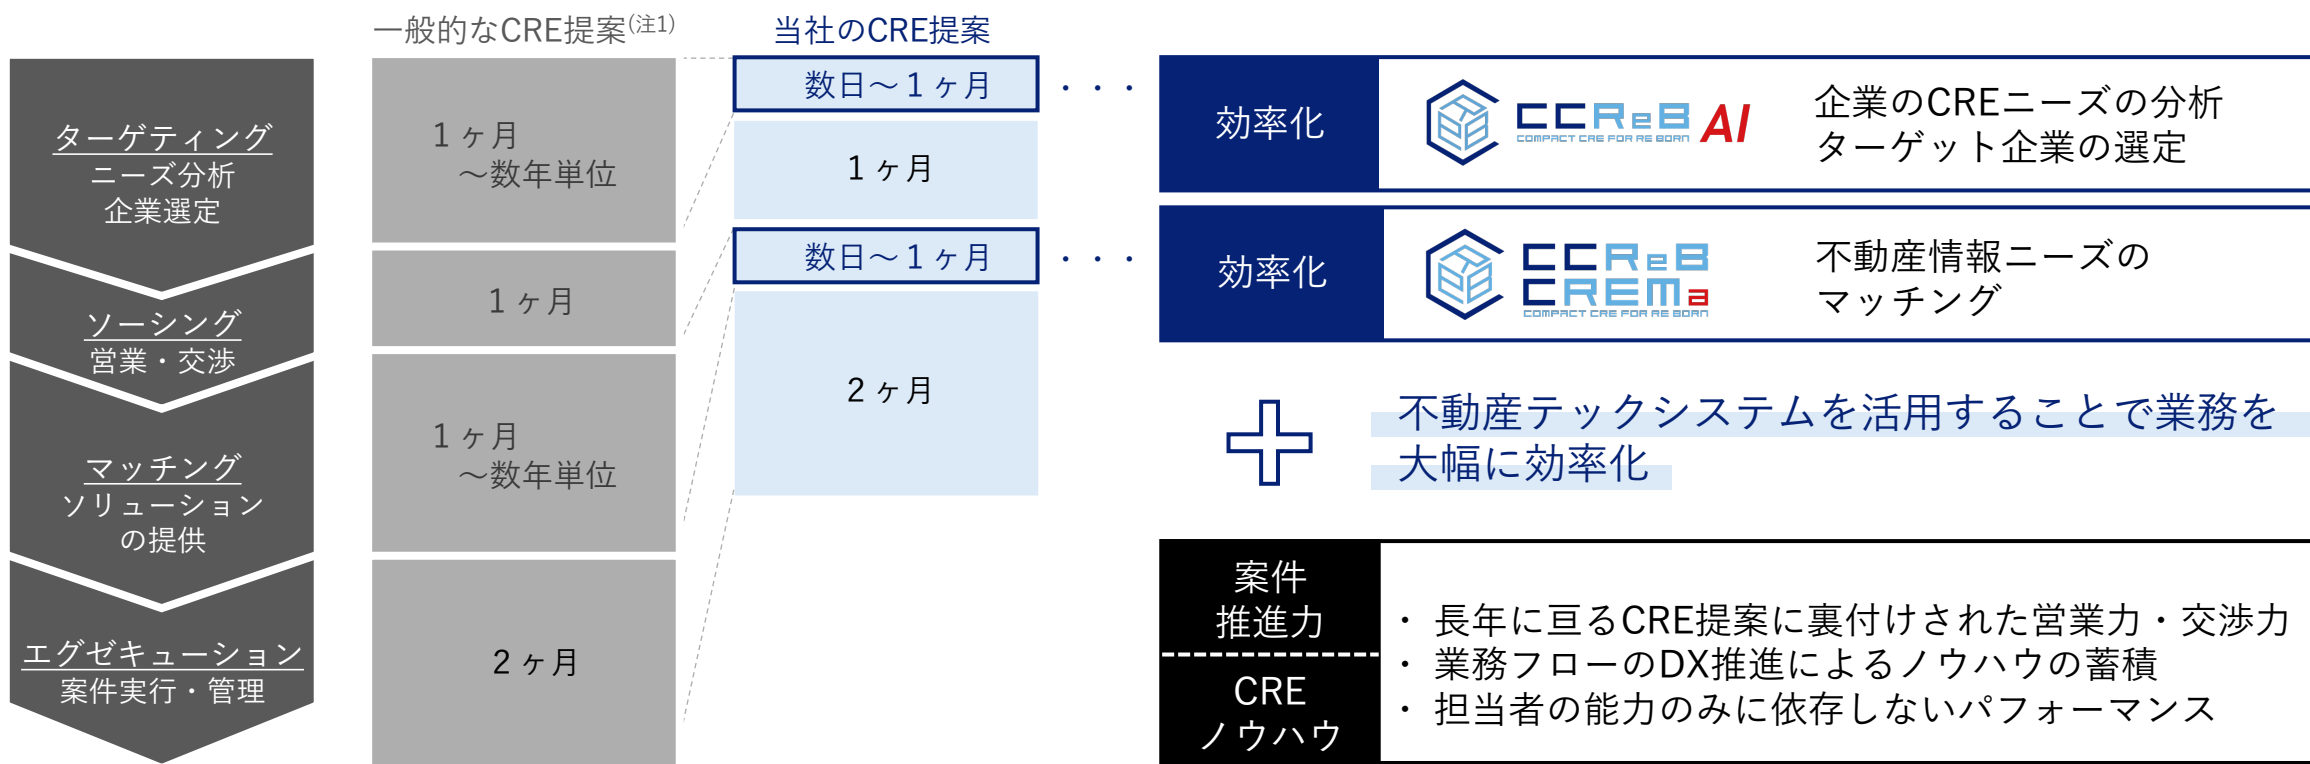 一般的なCRE提案(注1)
当社のCRE提案
ターゲティング
ニーズ分析
企業選定
ソーシング
営業・交渉
マッチング
ソリューション
の提供
エグゼキューション
案件実行・管理
1ヶ月
～数年単位
1ヶ月
1ヶ月
～数年単位
2ヶ月
数日～1ヶ月
1ヶ月
数日～1ヶ月
2ヶ月
・・・
・・・
効率化
CCReB AI
COMPACT CRE FOR RE BORN
企業のCREニーズの分析
ターゲット企業の選定
効率化
CCReB
CREMa
COMPACT CRE FOR RE BORN
不動産情報ニーズの
マッチング
不動産テックシステムを活用することで業務を
大幅に効率化
案件
推進力
CRE
ノウハウ
・ 長年に亘るCRE提案に裏付けされた営業力・交渉力
・ 業務フローのDX推進によるノウハウの蓄積
・ 担当者の能力のみに依存しないパフォーマンス